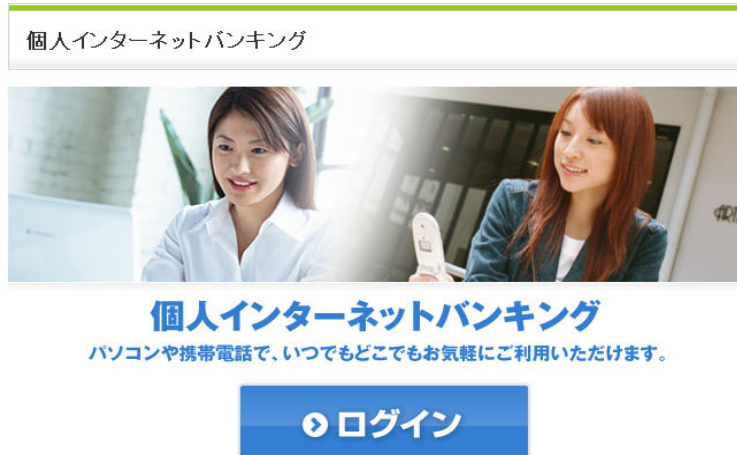 個人インターネットバンキング
個人インターネットバンキング
パソコンや携帯電話で、いつでもどこでもお気軽にご利用いただけます。
ログイン